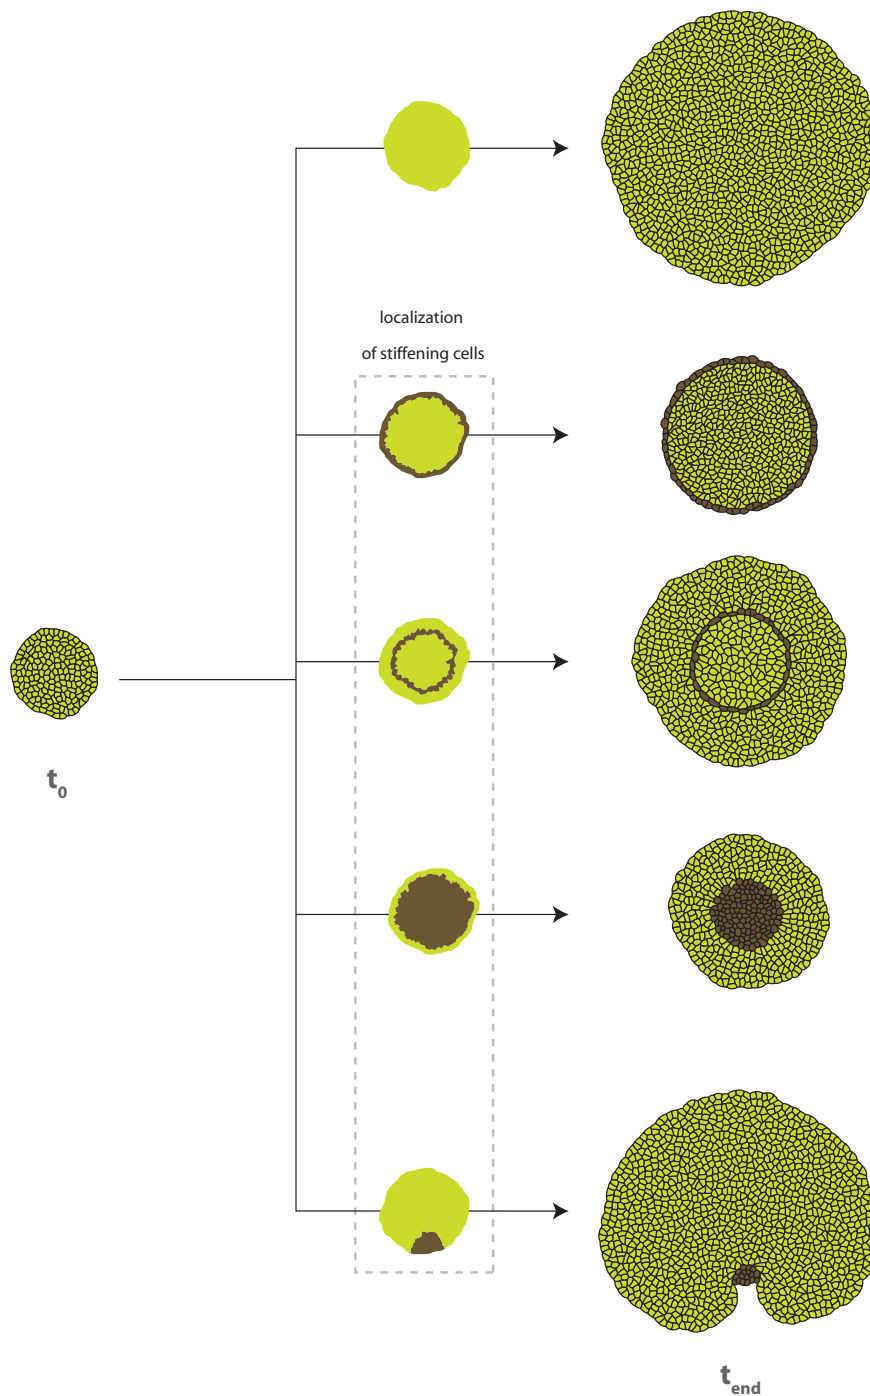 localization
of stiffening cells
t0
tend